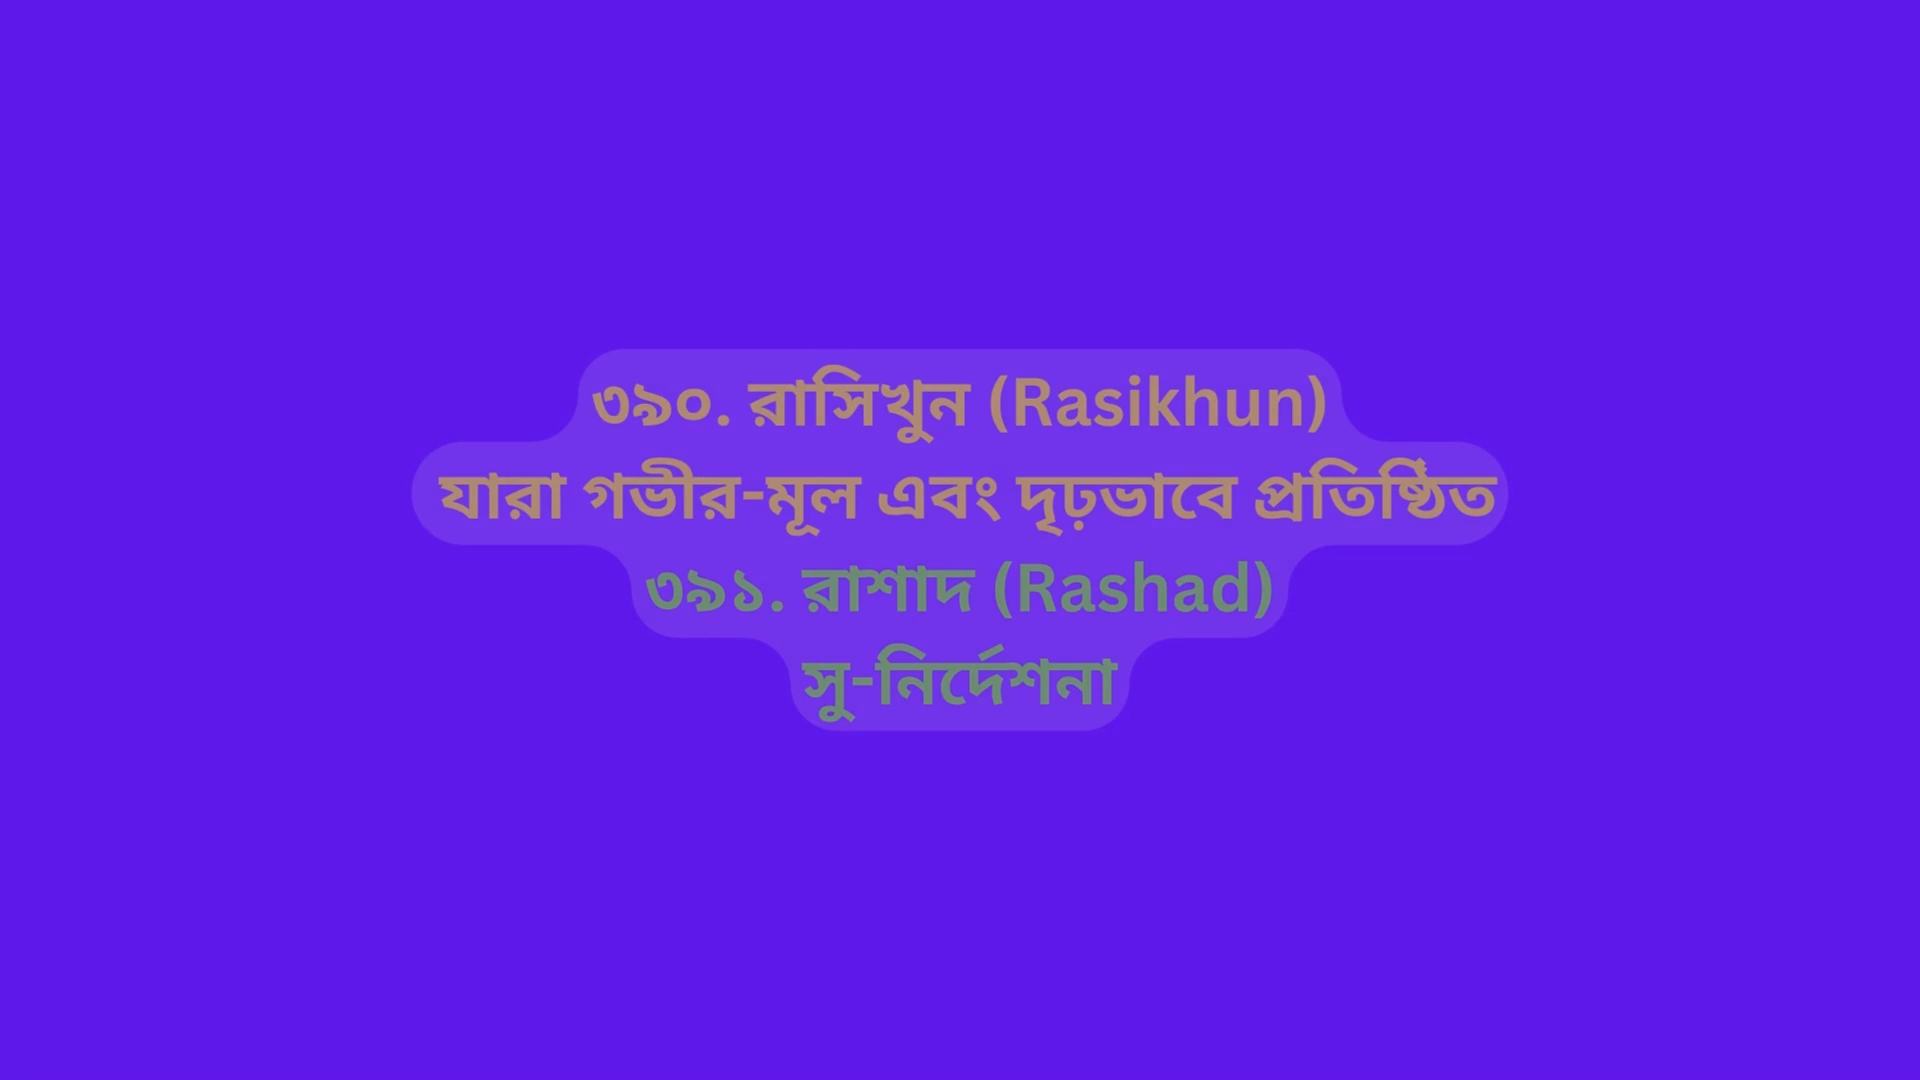 ৩৯০. রাসিখুন (Rasikhun)
যারা গভীর-মূল এবং দৃঢ়ভাবে প্রতিষ্ঠিত
৩৯১. রাশাদ (Rashad)
সু-নির্দেশনা